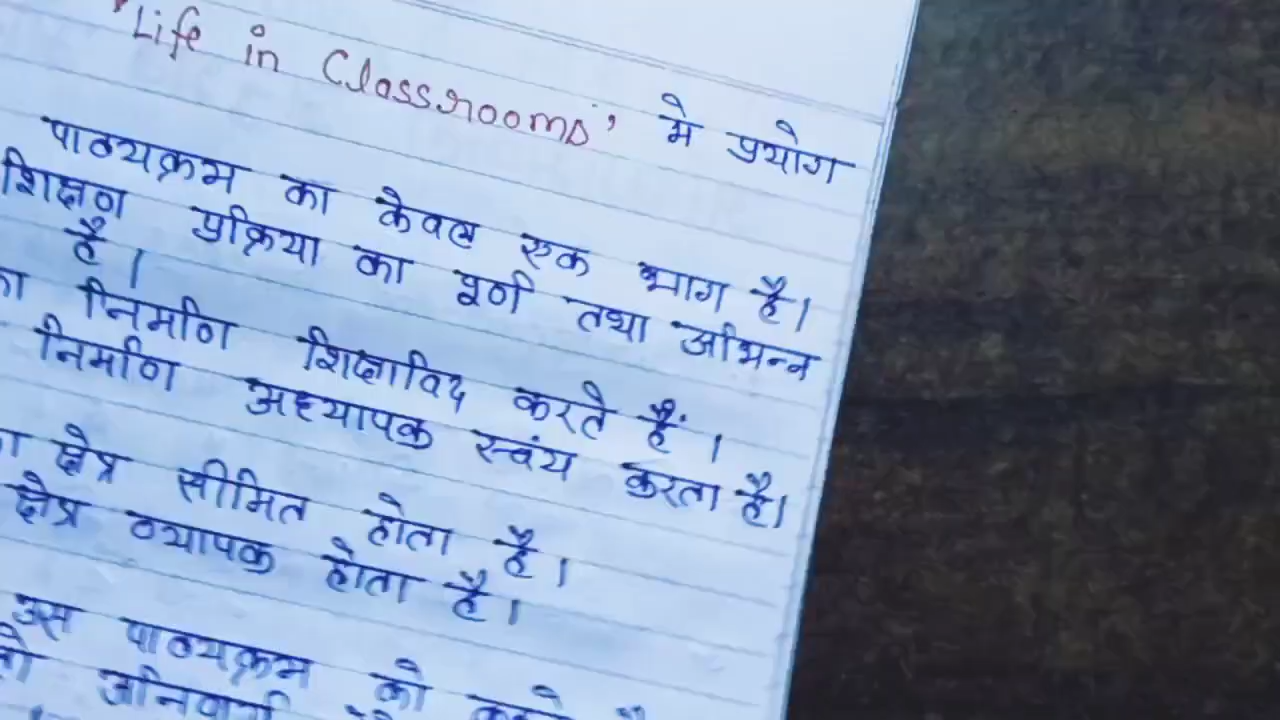 'Life in Classrooms' मे प्रयोग
पाठ्यक्रम का केवल एक भाग है।
शिक्षण प्रक्रिया का पूर्ण तथा अभिन्न
है।
का निर्माण शिक्षाविद करते हैं।
निर्माण अध्यापक स्वंय करता है।
क्षेत्र सीमित होता है।
क्षेत्र व्यापक होता है।
उस पाठ्यक्रम को कहते